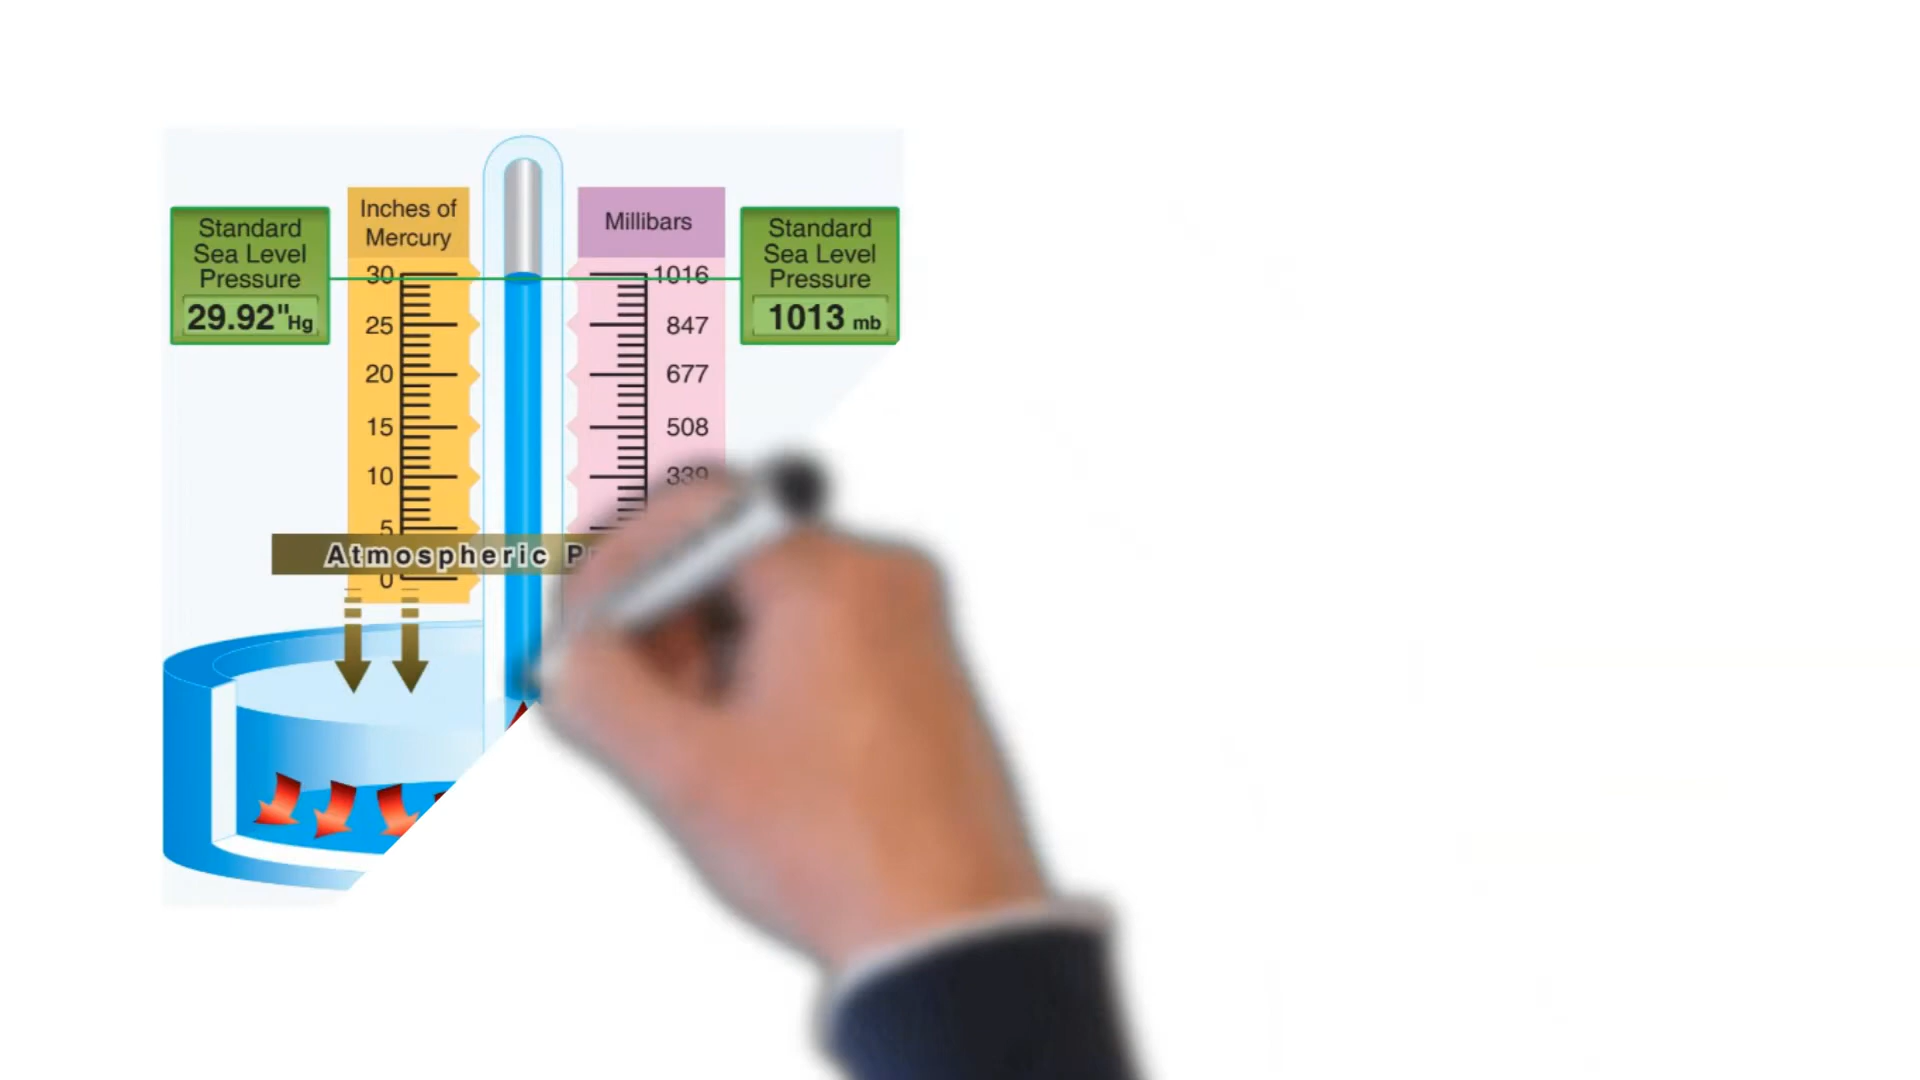 Inches of
Mercury
Millibars
Standard
Sea Level
Pressure
29.92"Hg
Standard
Sea Level
Pressure
1013 mb
30
25
20
15
10
5
0
1016
847
677
508
339
Atmospheric